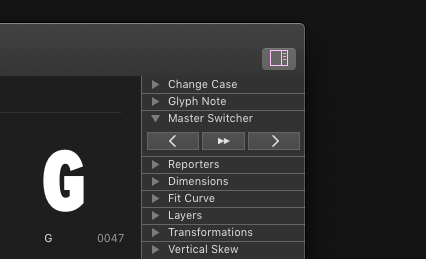 Change Case
Glyph Note
Master Switcher
Reporters
Dimensions
Fit Curve
Layers
Transformations
Vertical Skew
G
G 0047